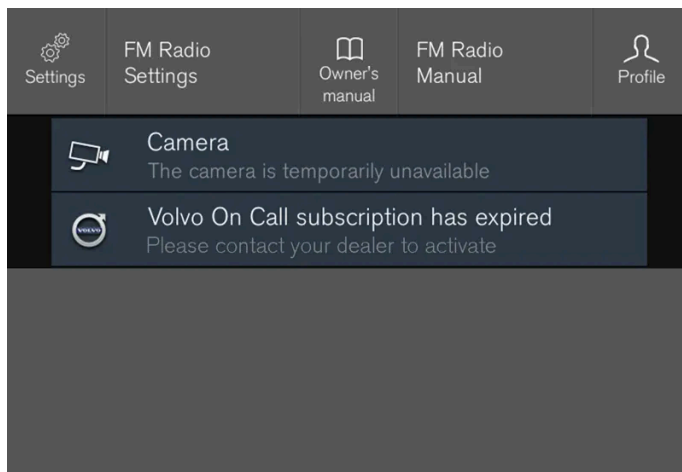 Settings
FM Radio
Settings
Owner's
manual
FM Radio
Manual
Profile
Camera
The camera is temporarily unavailable
VOLVO
Volvo On Call subscription has expired
Please contact your dealer to activate